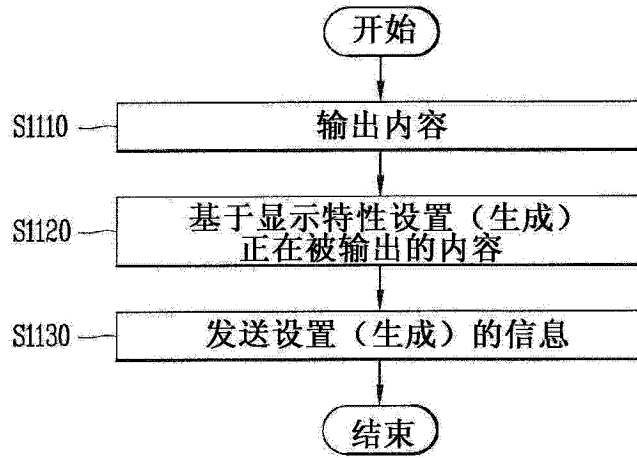 开始
S1110
输出内容
S1120
基于显示特性设置（生成）
正在被输出的内容
S1130
发送设置（生成）的信息
结束